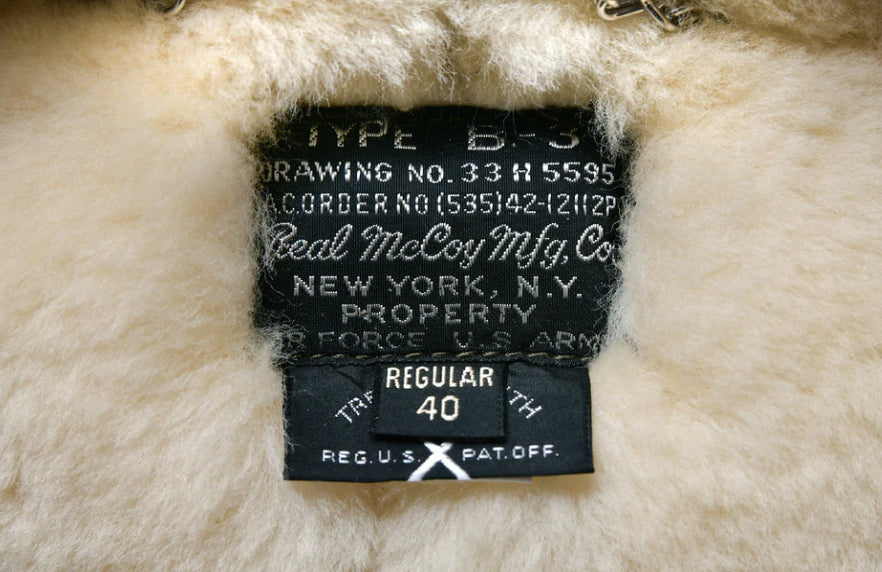 TYPE B-3
DRAWING NO. 33 H 5595
A.C. ORDER NO (535) 42-12112P
Real McCoy Mfg, Co
NEW YORK, N.Y.
PROPERTY
FORCE U.S. ARMY
REGULAR
40
REG. U.S. PAT. OFF.